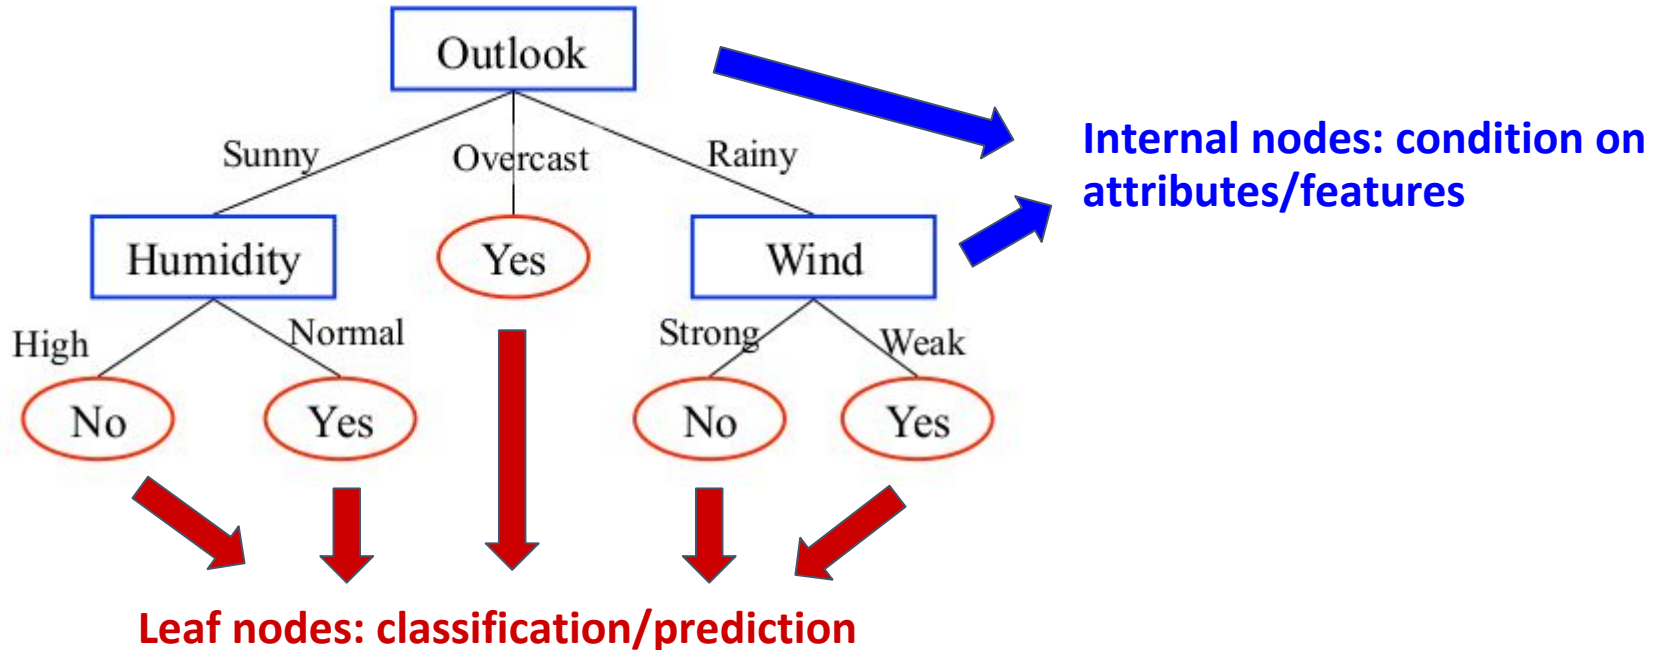 Outlook
Sunny
Overcast
Rainy
Internal nodes: condition on
attributes/features
Humidity
Yes
Wind
High
Normal
Strong
Weak
No
Yes
No
Yes
Leaf nodes: classification/prediction